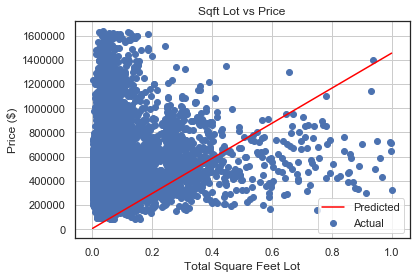 Sqft Lot vs Price
Price ($)
1600000
1400000
1200000
1000000
800000
600000
400000
200000
0
0.0 0.2 0.4 0.6 0.8 1.0
Total Square Feet Lot
Predicted
Actual